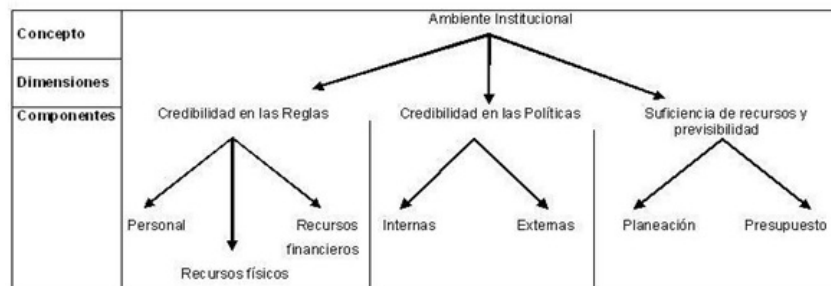 Concepto
Ambiente Institucional
Dimensiones
Componentes
Credibilidad en las Reglas
Credibilidad en las Políticas
Suficiencia de recursos y
previsibilidad
Personal
Recursos
financieros
Recursos físicos
Internas
Externas
Planeación
Presupuesto